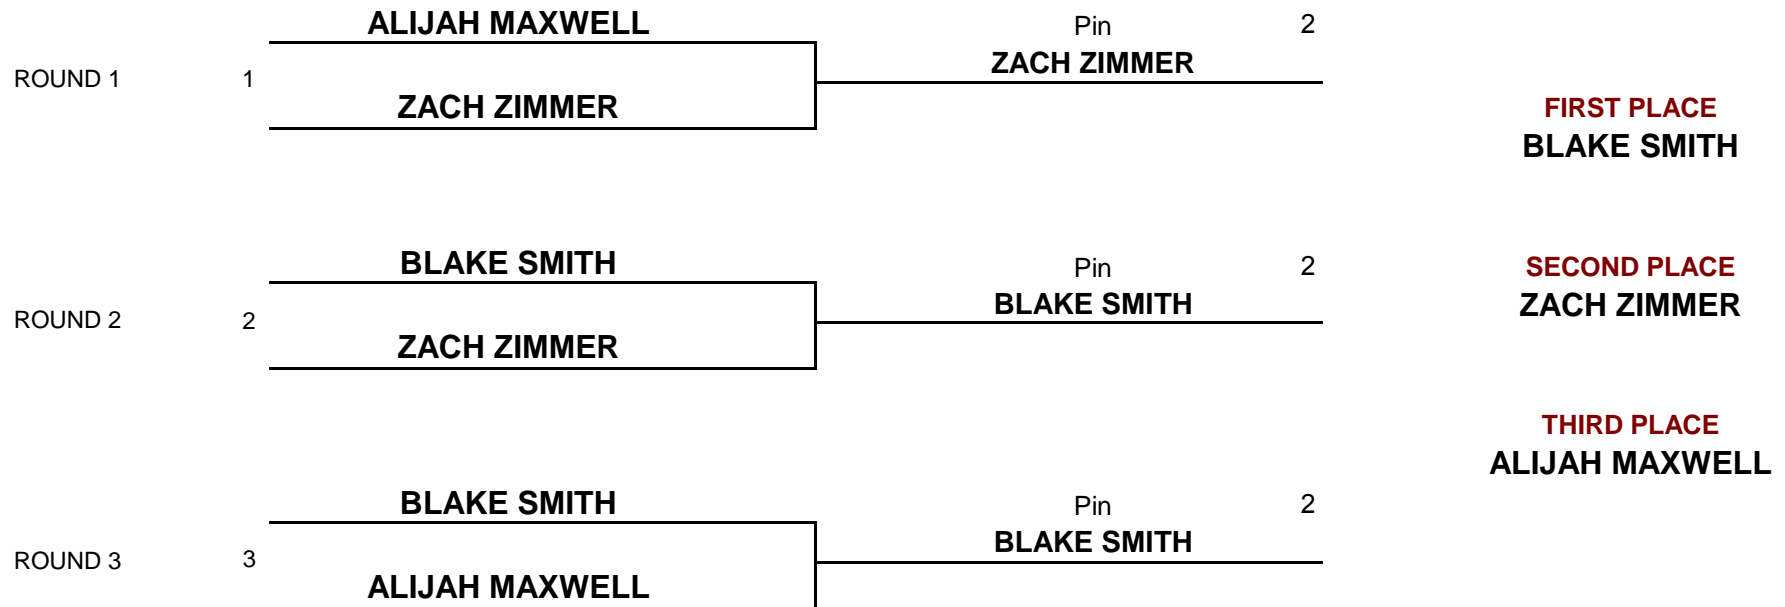 ALIJAH MAXWELL
Pin 2
ZACH ZIMMER
ROUND 1 1
ZACH ZIMMER
FIRST PLACE
BLAKE SMITH
BLAKE SMITH
Pin 2
SECOND PLACE
BLAKE SMITH
ZACH ZIMMER
ROUND 2 2
ZACH ZIMMER
THIRD PLACE
ALIJAH MAXWELL
BLAKE SMITH
Pin 2
BLAKE SMITH
ROUND 3 3
ALIJAH MAXWELL